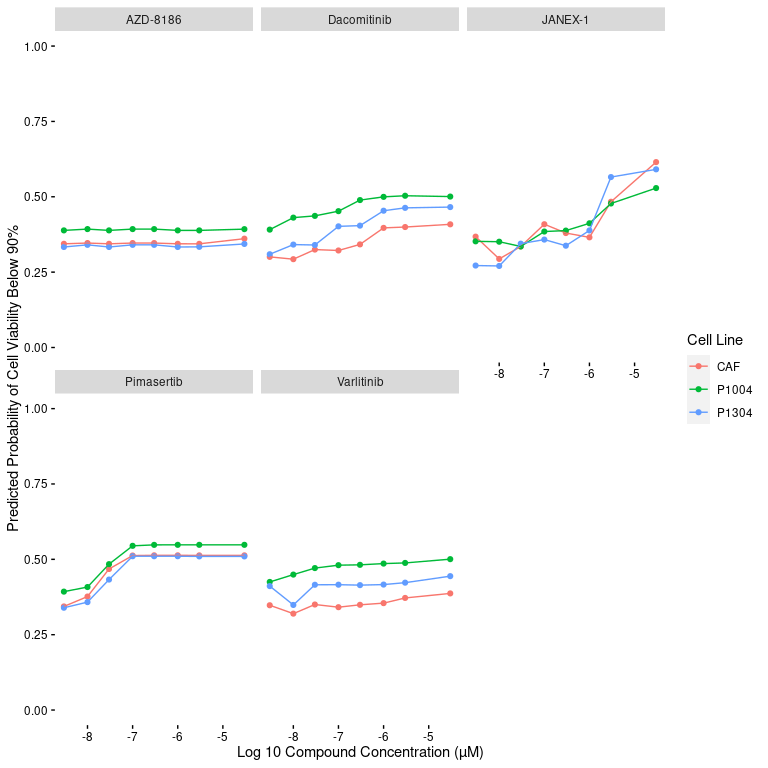 AZD-8186
Dacomitinib
JANEX-1
1.00
0.75
0.50
0.25
0.00
-8
-7
-6
-5
Pimasertib
Varlitinib
1.00
0.75
0.50
0.25
0.00
-8
-7
-6
-5
-8
-7
-6
-5
Log 10 Compound Concentration (μM)
Predicted Probability of Cell Viability Below 90%
Cell Line
CAF
P1004
P1304